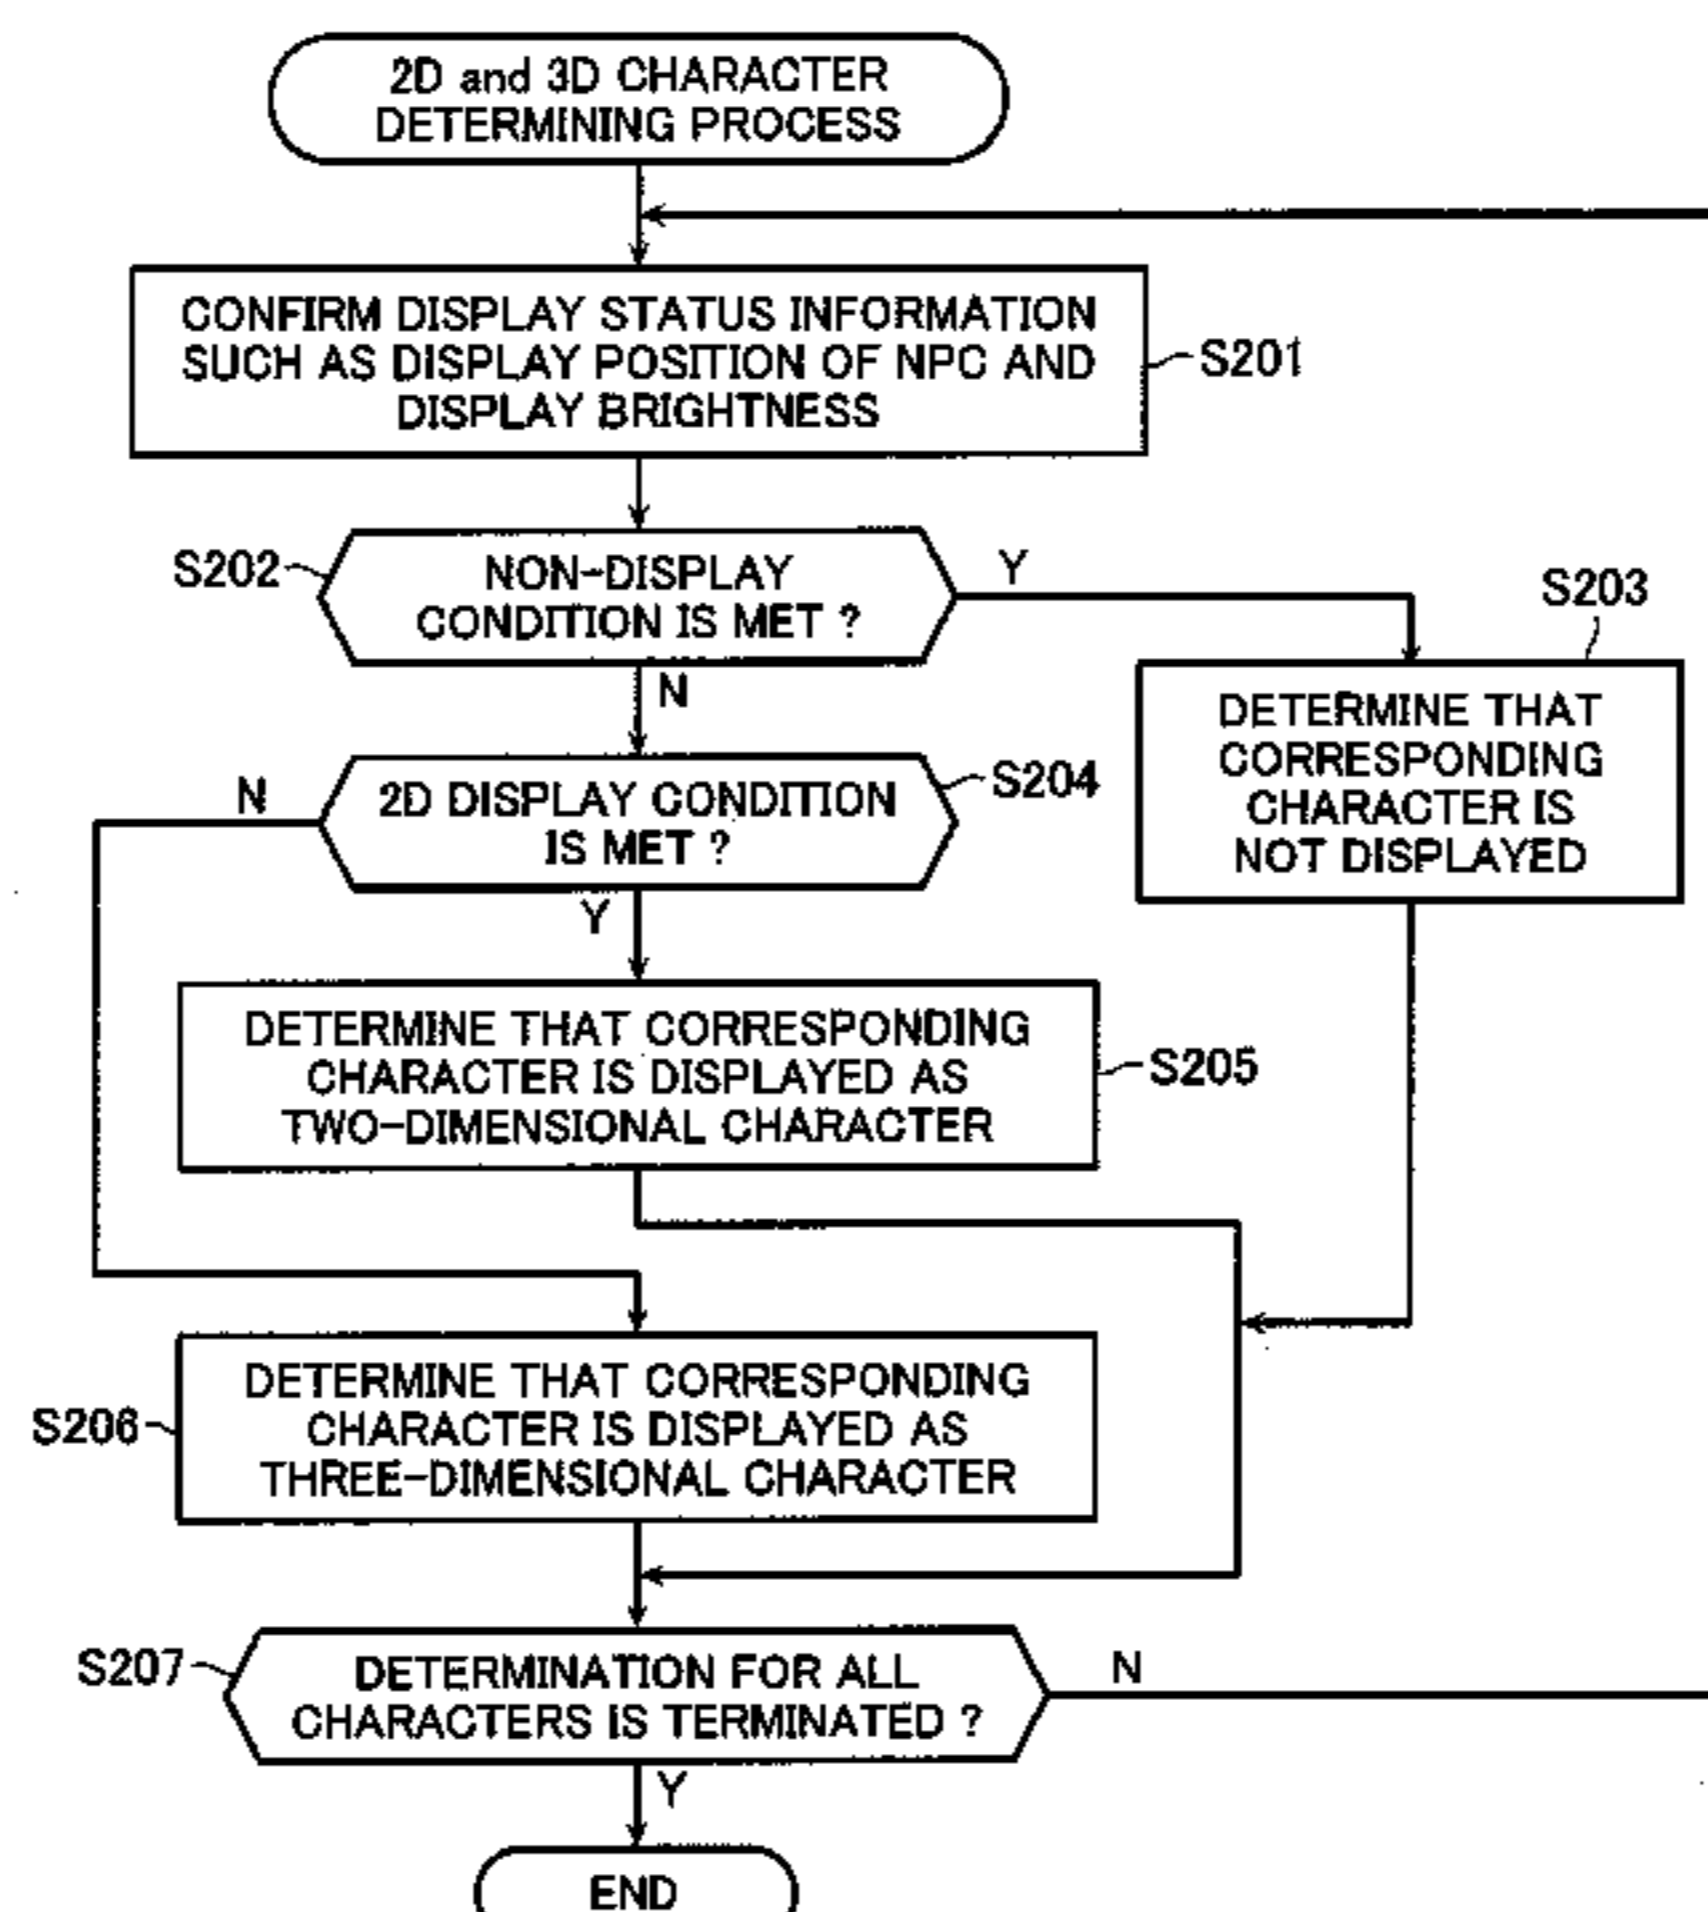 2D and 3D CHARACTER
DETERMINING PROCESS
CONFIRM DISPLAY STATUS INFORMATION
SUCH AS DISPLAY POSITION OF NPC AND
DISPLAY BRIGHTNESS
S201
S202
NON-DISPLAY
CONDITION IS MET ?
Y
N
S203
DETERMINE THAT
CORRESPONDING
CHARACTER IS
NOT DISPLAYED
N
2D DISPLAY CONDITION
IS MET ?
S204
Y
DETERMINE THAT CORRESPONDING
CHARACTER IS DISPLAYED AS
TWO-DIMENSIONAL CHARACTER
S205
S206
DETERMINE THAT CORRESPONDING
CHARACTER IS DISPLAYED AS
THREE-DIMENSIONAL CHARACTER
S207
DETERMINATION FOR ALL
CHARACTERS IS TERMINATED ?
N
Y
END